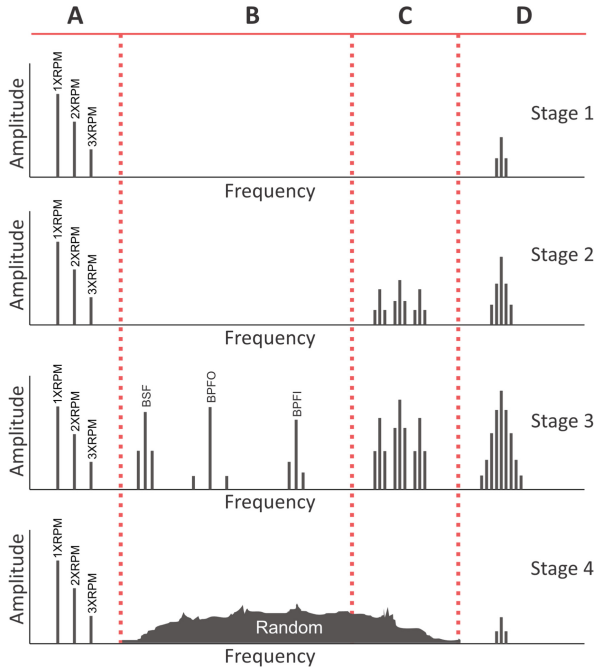 A B C D
Amplitude
1XRPM
2XRPM
3XRPM
Stage 1
Frequency
Amplitude
1XRPM
2XRPM
3XRPM
Stage 2
Frequency
Amplitude
1XRPM
2XRPM
3XRPM
BSF
BPFO
BPFI
Stage 3
Frequency
Amplitude
1XRPM
2XRPM
3XRPM
Random
Stage 4
Frequency